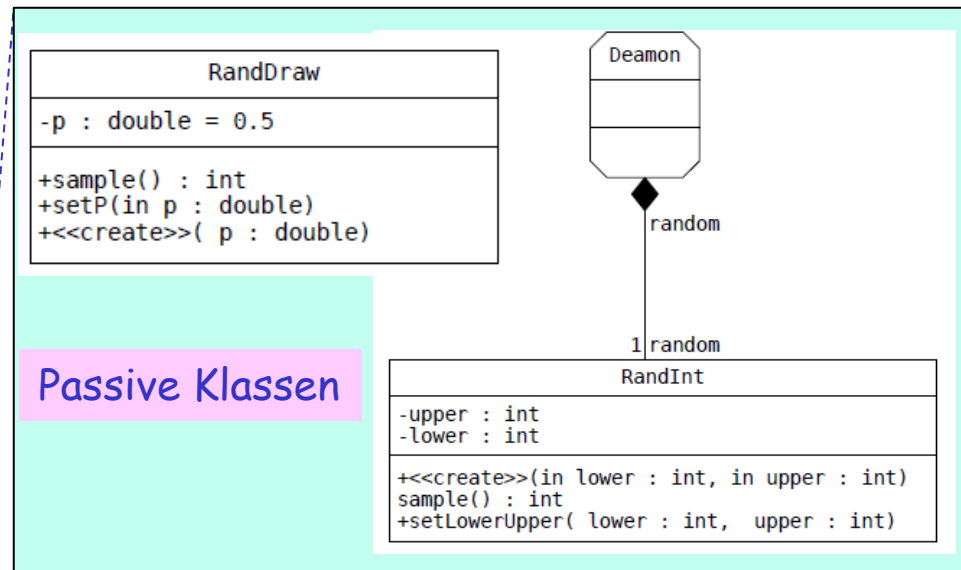 RandDraw
-p : double = 0.5
+sample() : int
+setP(in p : double)
+<<create>>( p : double)
Deamon
random
1 random
RandInt
-upper : int
-lower : int
+<<create>>(in lower : int, in upper : int)
sample() : int
+setLowerUpper( lower : int,  upper : int)
Passive Klassen